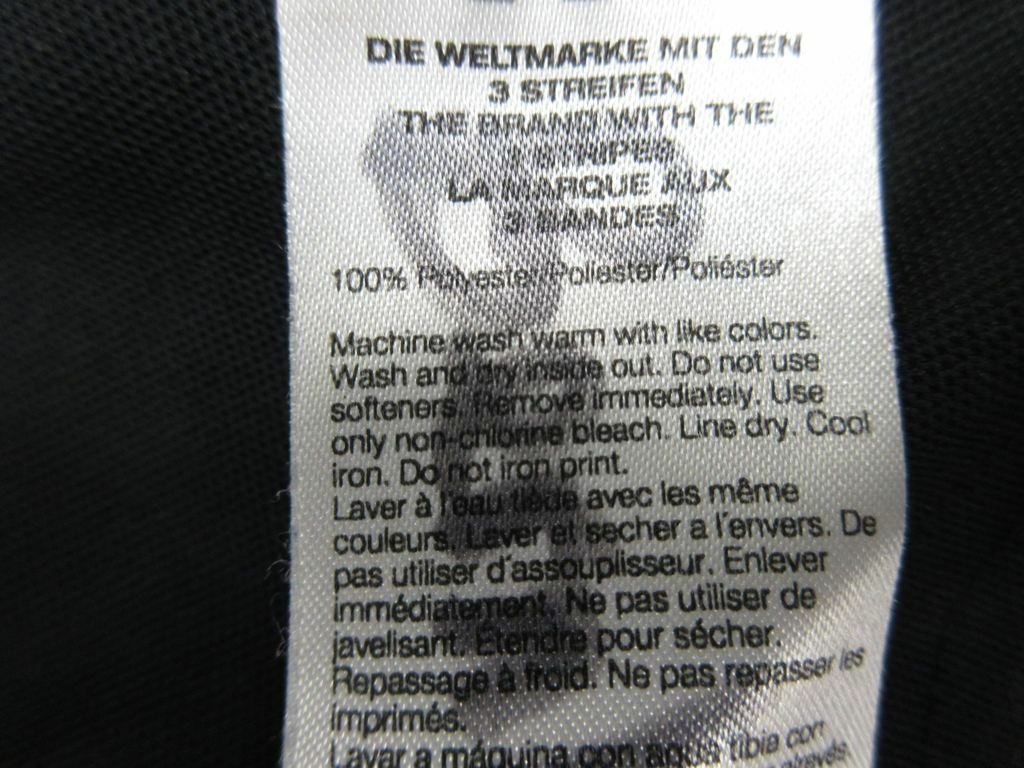 DIE WELTMARKE MIT DEN
3 STREIFEN
THE BRAND WITH THE
STRIPES
LA MARQUE AUX
3 BANDES
100% Polyester/Poliester/Poliéster
Machine wash warm with like colors.
Wash and dry inside out. Do not use
softeners. Remove immediately. Use
only non-chlorine bleach. Line dry. Cool
iron. Do not iron print.
Laver à l'eau tiède avec les même
couleurs. Laver et secher a l'envers. De
pas utiliser d'assouplisseur. Enlever
immédiatement. Ne pas utiliser de
javelisant. Étendre pour sécher.
Repassage à froid. Ne pas repasser les
imprimés.
Lavar a máquina con agua tibia con